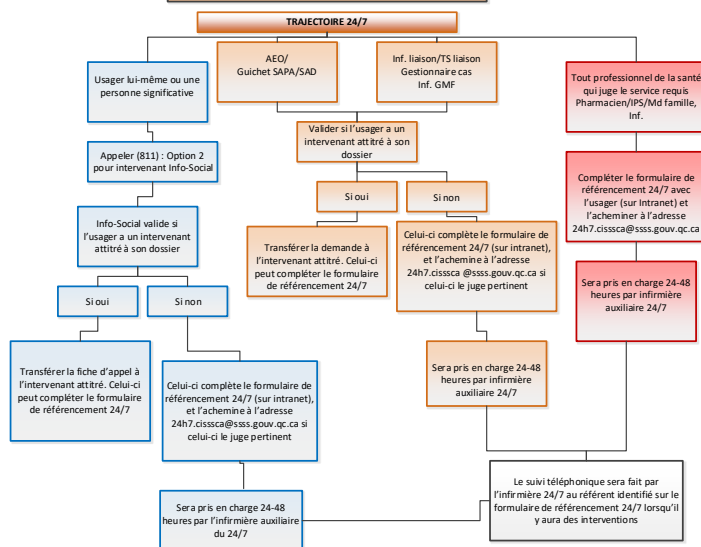 TRAJECTOIRE 24/7
Usager lui-même ou une
personne significative
AEO/
Guichet SAPA/SAD
Inf. liaison/TS liaison
Gestionnaire cas
Inf. GMF
Tout professionnel de la santé
qui juge le service requis
Pharmacien/IPS/Md famille,
Inf.
Appeler (811) : Option 2
pour intervenant Info-Social
Valider si l'usager a un
intervenant attitré à son
dossier
Compléter le formulaire de
référencement 24/7 avec
l'usager (sur Intranet) et
l'acheminer à l'adresse
24h7.cisssca@ssss.gouv.qc.ca
Info-Social valide si
l'usager a un intervenant
attitré à son dossier
Si oui
Si non
Transférer la demande à
l'intervenant attitré. Celui-ci
peut compléter le formulaire
de référencement 24/7
Celui-ci complète le formulaire de
référencement 24/7 (sur intranet),
et l'achemine à l'adresse
24h7.cisssca @ssss.gouv.qc.ca si
celui-ci le juge pertinent
Sera pris en charge 24-48
heures par infirmière
auxiliaire 24/7
Si oui
Si non
Transférer la fiche d'appel à
l'intervenant attitré. Celui-ci
peut compléter le formulaire
de référencement 24/7
Celui-ci complète le formulaire de
référencement 24/7 (sur intranet),
et l'achemine à l'adresse
24h7.cisssca@ssss.gouv.qc.ca si
celui-ci le juge pertinent
Sera pris en charge 24-48
heures par infirmière
auxiliaire 24/7
Sera pris en charge 24-48
heures par l'infirmière auxiliaire
du 24/7
Le suivi téléphonique sera fait par
l'infirmière 24/7 au référent identifié sur le
formulaire de référencement 24/7 lorsqu'il
y aura des interventions